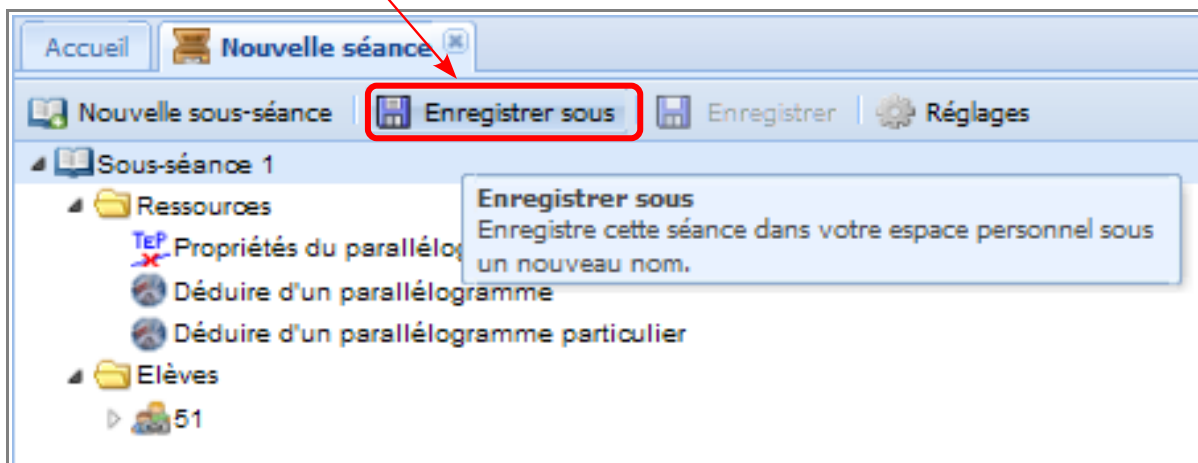 Accueil Nouvelle séance
Nouvelle sous-séance Enregistrer sous Enregistrer Réglages
Sous-séance 1
Ressources
Enregistrer sous
Enregistre cette séance dans votre espace personnel sous
un nouveau nom.
TEP Propriétés du parallélo
Déduire d'un parallélogramme
Déduire d'un parallélogramme particulier
Elèves
51